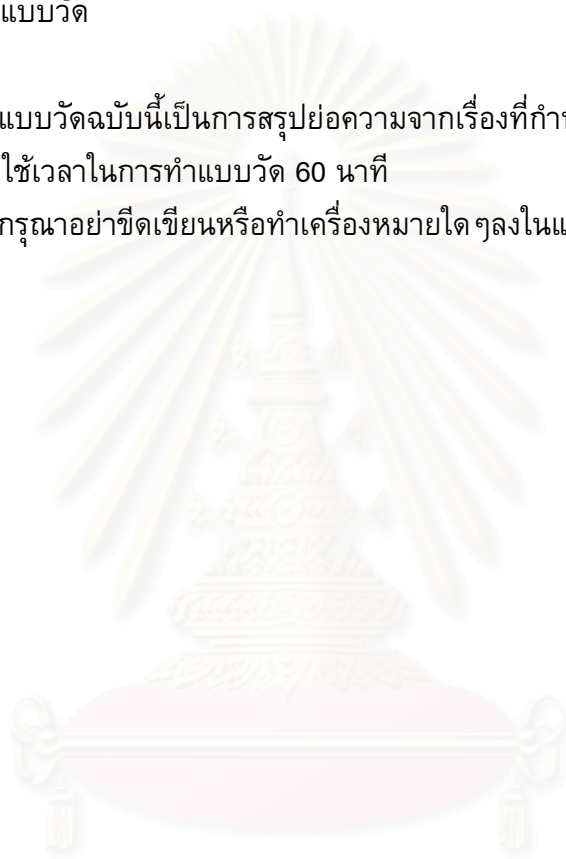 แบบวัด
แบบวัดฉบับนี้เป็นการสรุปย่อความจากเรื่องที่กำ
ใช้เวลาในการทำแบบวัด 60 นาที
กรุณาอย่าขีดเขียนหรือทำเครื่องหมายใดๆลงใน